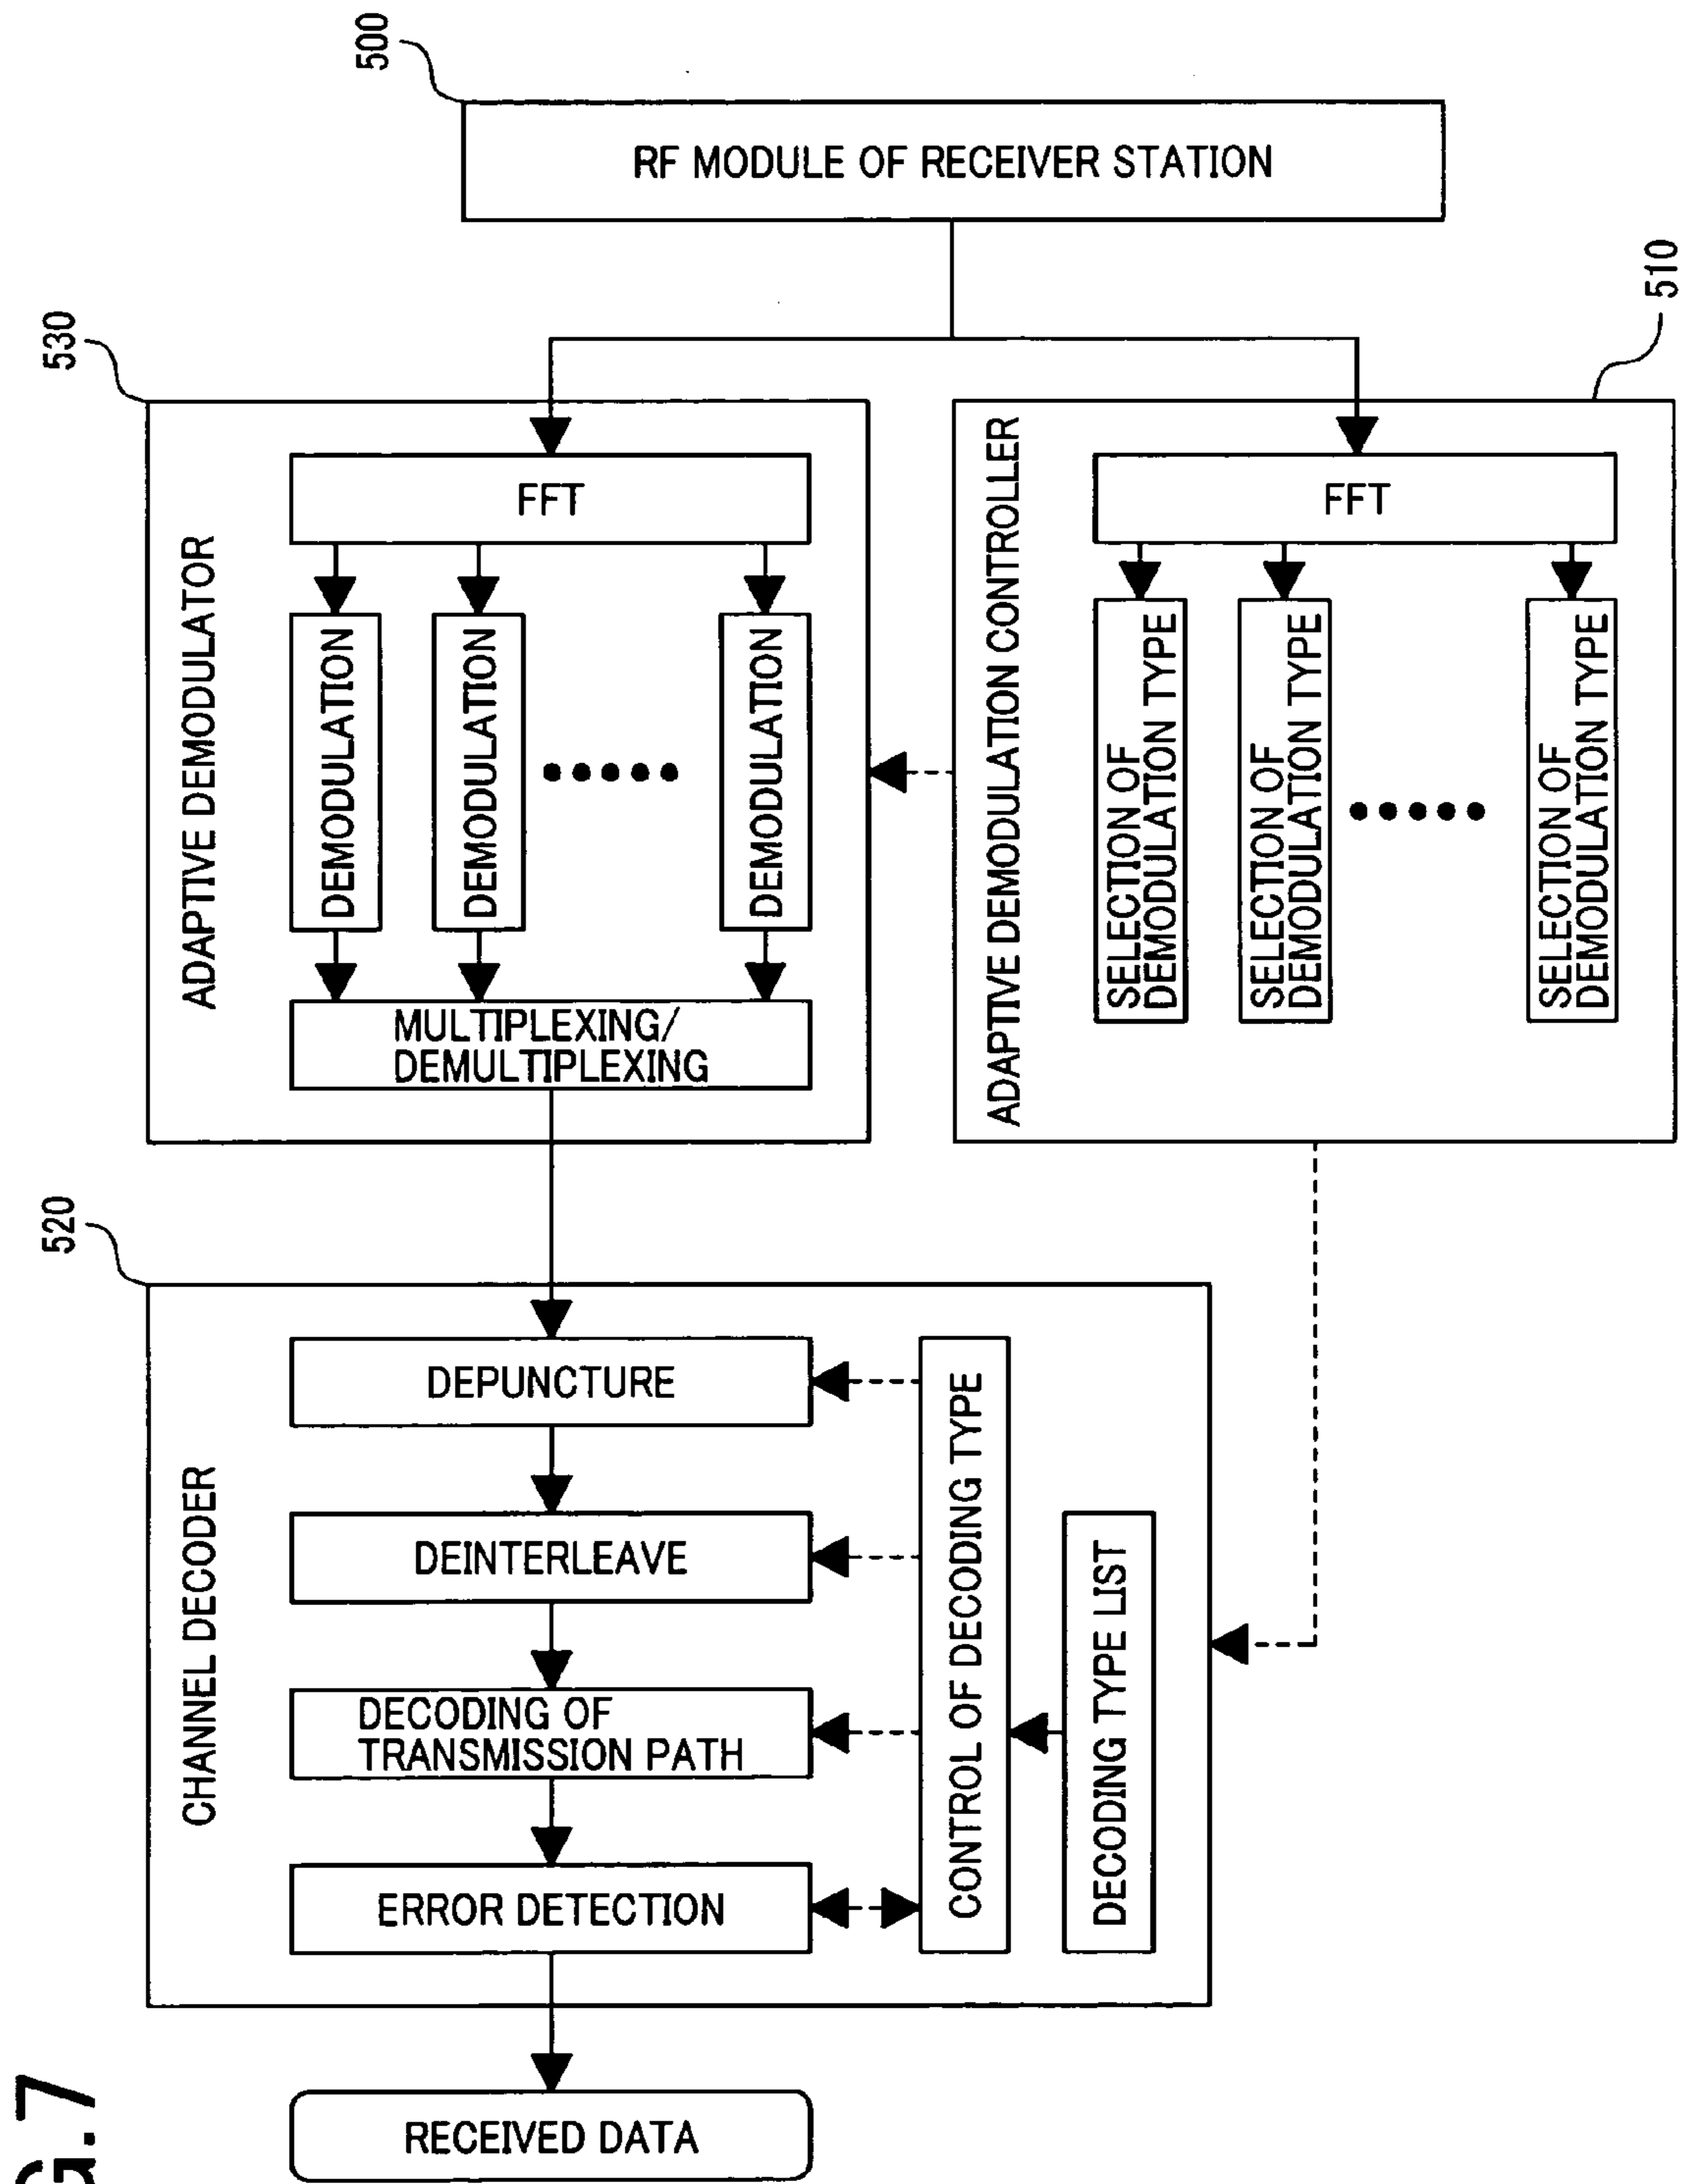 G.7
500
RF MODULE OF RECEIVER STATION
530
ADAPTIVE DEMODULATOR
FFT
DEMODULATION
DEMODULATION
DEMODULATION
MULTIPLEXING/
DEMULTIPLEXING
510
ADAPTIVE DEMODULATION CONTROLLER
FFT
SELECTION OF
DEMODULATION TYPE
SELECTION OF
DEMODULATION TYPE
SELECTION OF
DEMODULATION TYPE
520
CHANNEL DECODER
DEPUNCTURE
DEINTERLEAVE
DECODING OF
TRANSMISSION PATH
ERROR DETECTION
CONTROL OF DECODING TYPE
DECODING TYPE LIST
RECEIVED DATA